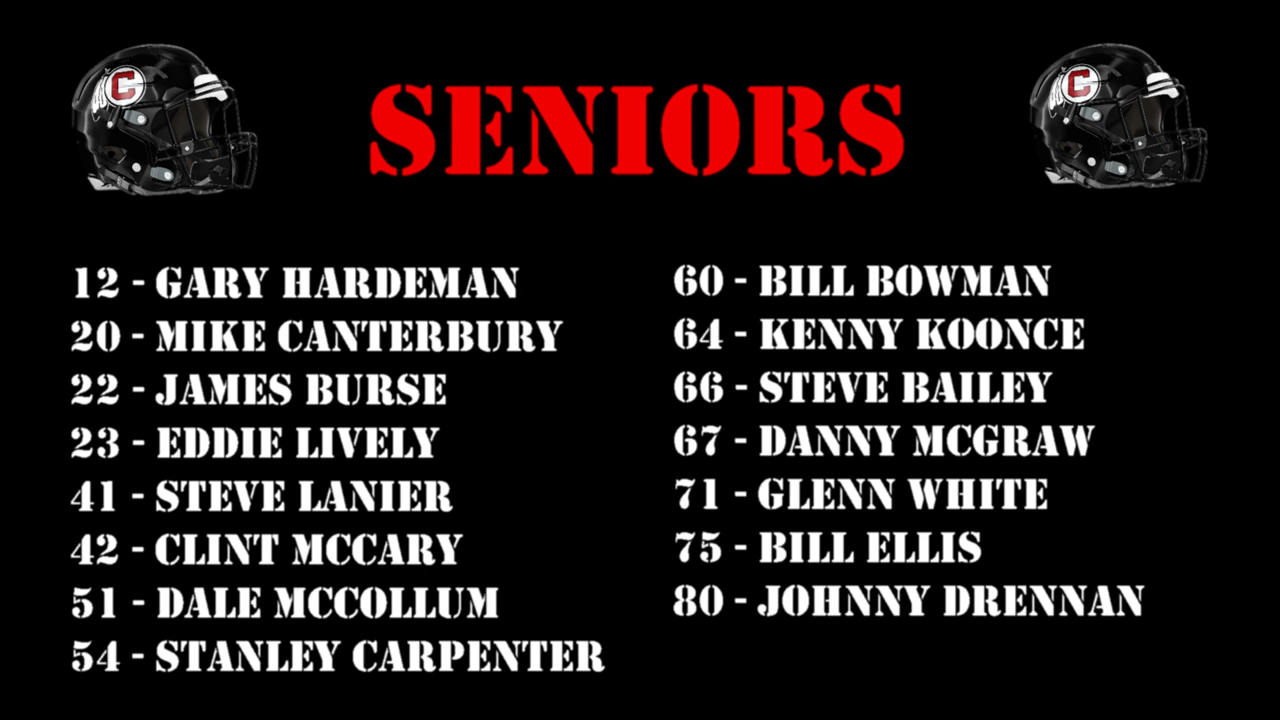 C
C
SENIORS
12 - GARY HARDEMAN
20 - MIKE CANTERBURY
22 - JAMES BURSE
23 - EDDIE LIVELY
41 - STEVE LANIER
42 - CLINT MCCARY
51 - DALE MCCOLLUM
54 - STANLEY CARPENTER
60 - BILL BOWMAN
64 - KENNY KOONCE
66 - STEVE BAILEY
67 - DANNY MCGRAW
71 - GLENN WHITE
75 - BILL ELLIS
80 - JOHNNY DRENNAN